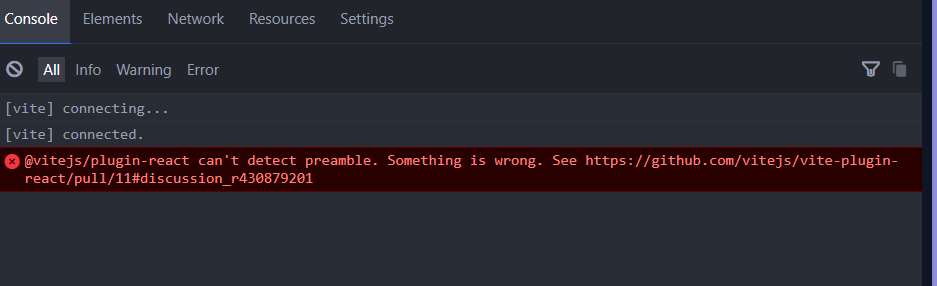 Console Elements Network Resources Settings
All Info Warning Error
[vite] connecting...
[vite] connected.
@vitejs/plugin-react can't detect preamble. Something is wrong. See https://github.com/vitejs/vite-plugin-
react/pull/11#discussion_r430879201